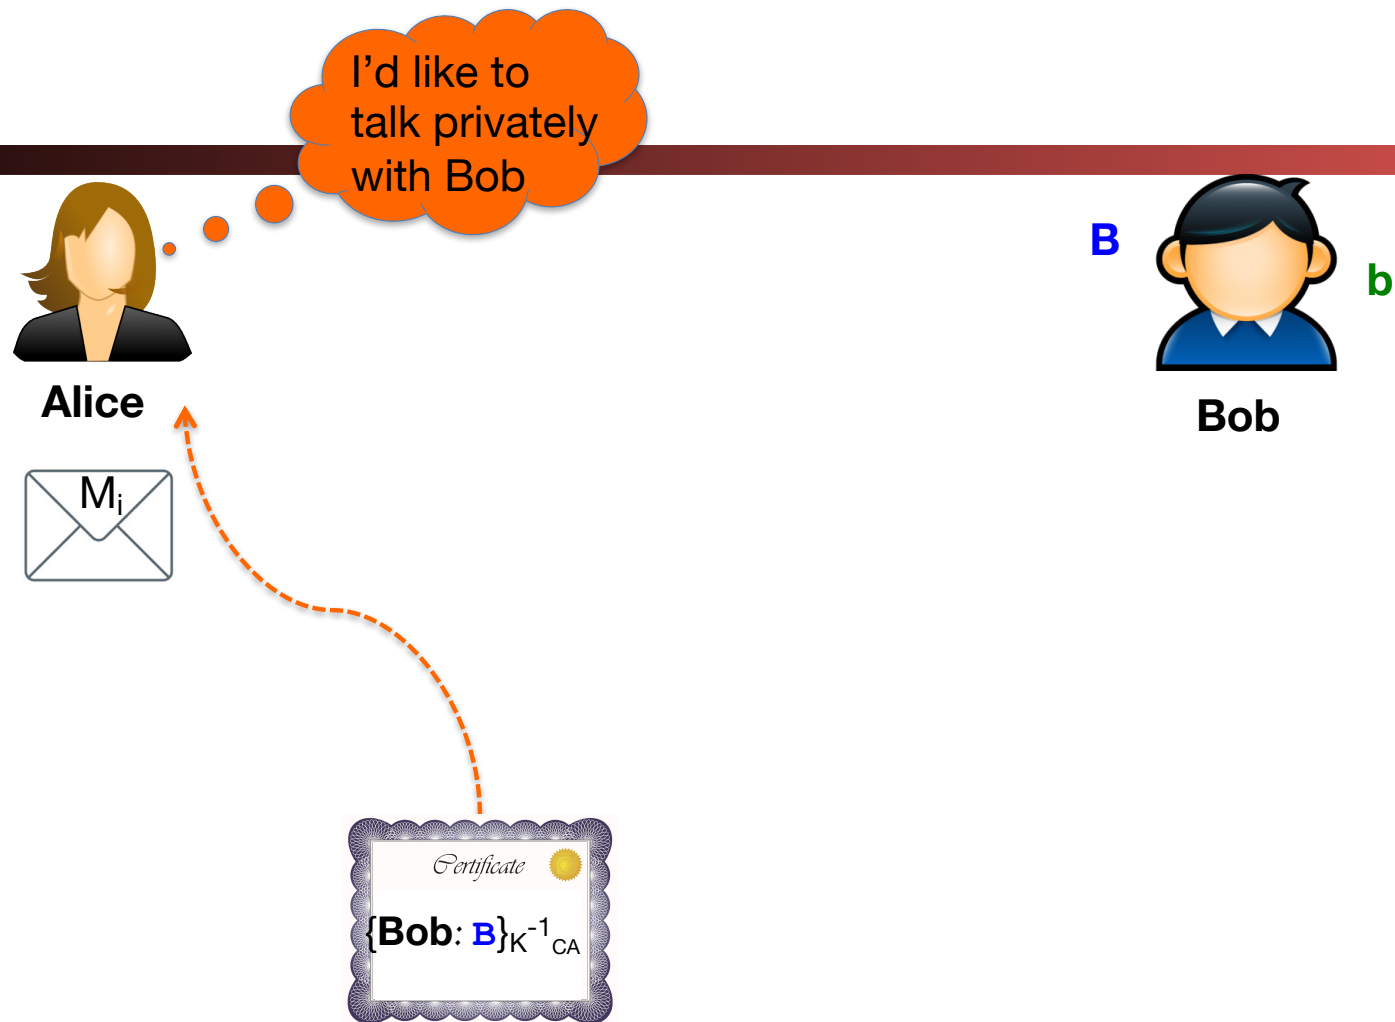 I’d like to
talk privately
with Bob
B
b
Alice
Bob
Mᵢ
Certificate
{Bob: B}K⁻¹CA